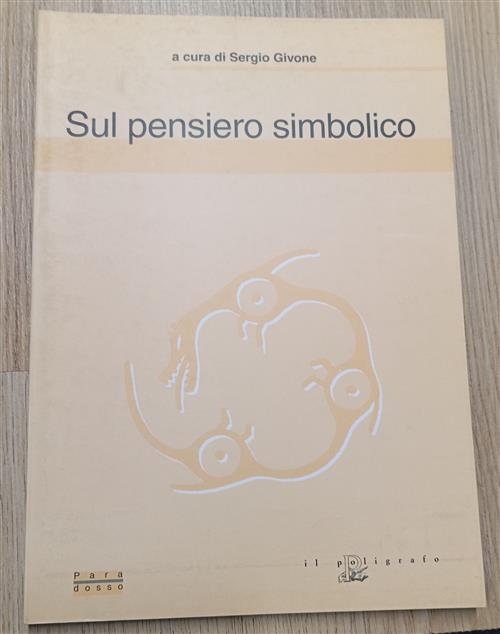 a cura di Sergio Givone
Sul pensiero simbolico
Para
dosso
il poligrafo